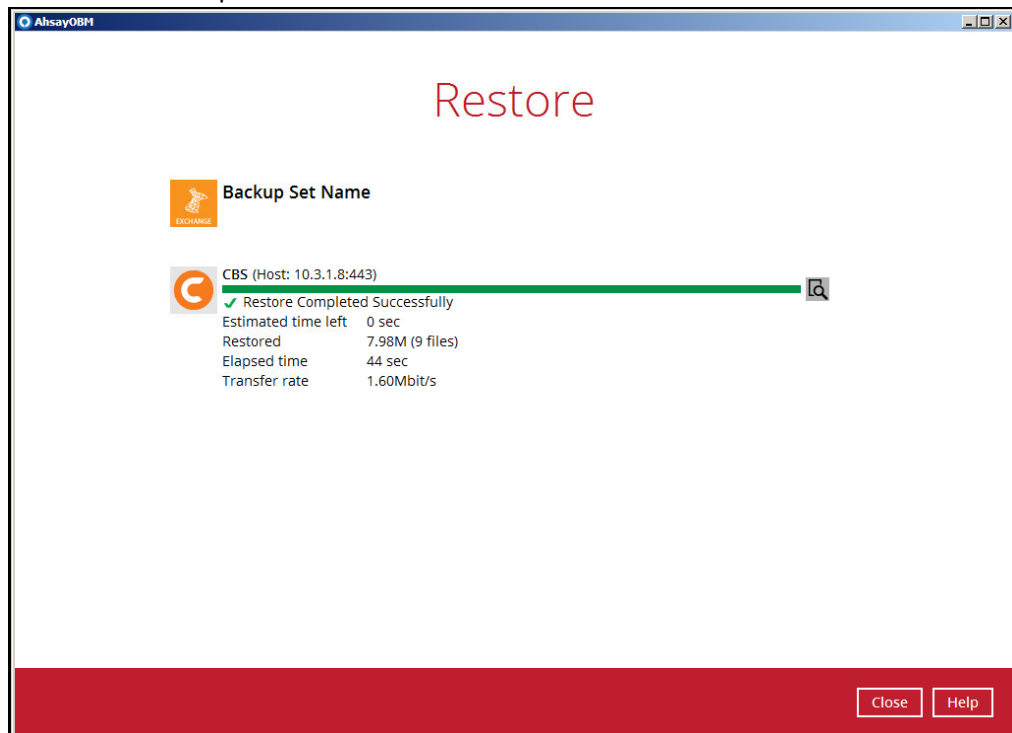 AhsayOBM
Restore
Backup Set Name
EXCHANGE
CBS (Host: 10.3.1.8:443)
Restore Completed Successfully
Estimated time left 0 sec
Restored 7.98M (9 files)
Elapsed time 44 sec
Transfer rate 1.60Mbit/s
Close Help